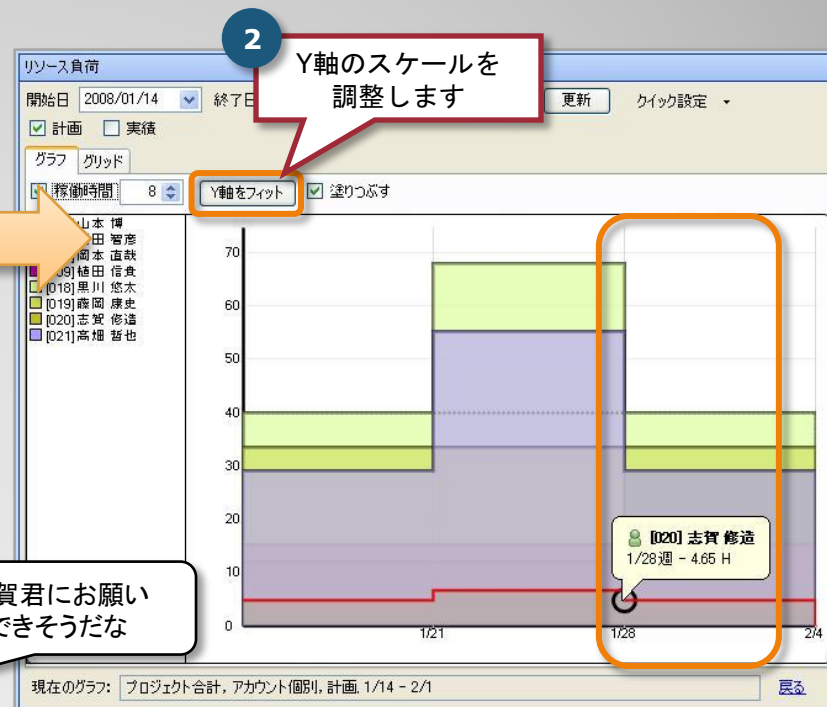 2
Y軸のスケールを
調整します
リソース負荷
開始日 2008/01/14 終了日 更新 クイック設定
計画 実績
グラフ グリッド
稼働時間 8 Y軸をフィット 塗りつぶす
山本 博
田 智彦
岡本 直哉
09]植田 信貴
[018]黒川 悠太
[019]藤岡 康史
[020]志賀 修造
[021]高畑 哲也
70
60
50
40
30
20
10
0
1/21 1/28 2/4
[020] 志賀 修造
1/28週 - 4.65 H
賀君にお願い
できそうだな
現在のグラフ: プロジェクト合計, アカウント個別, 計画, 1/14 - 2/1 戻る